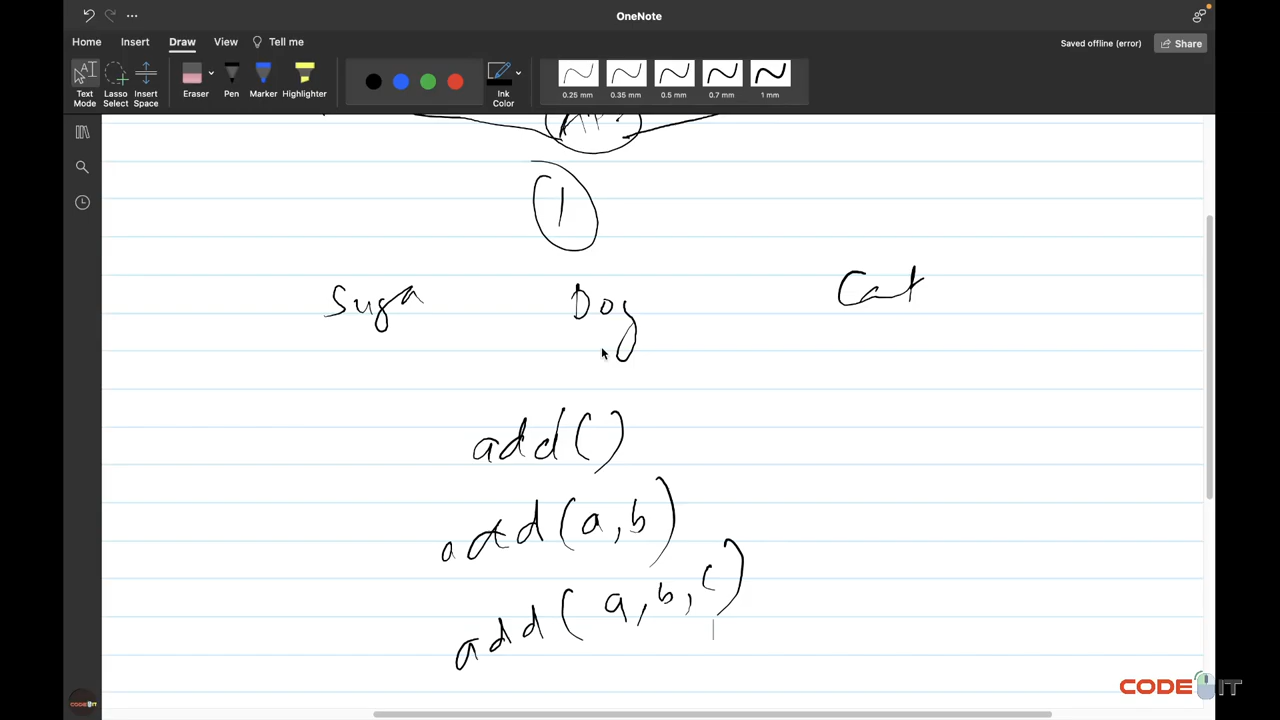 OneNote
Home Insert Draw View Tell me
Saved offline (error) Share
Text Mode
Lasso Select
Insert Space
Eraser
Pen
Marker
Highlighter
Ink Color
0.25 mm 0.35 mm 0.5 mm 0.7 mm 1 mm
1
Suga Dog Cat
add()
add(a,b)
add(a,b,c)
CODE IT